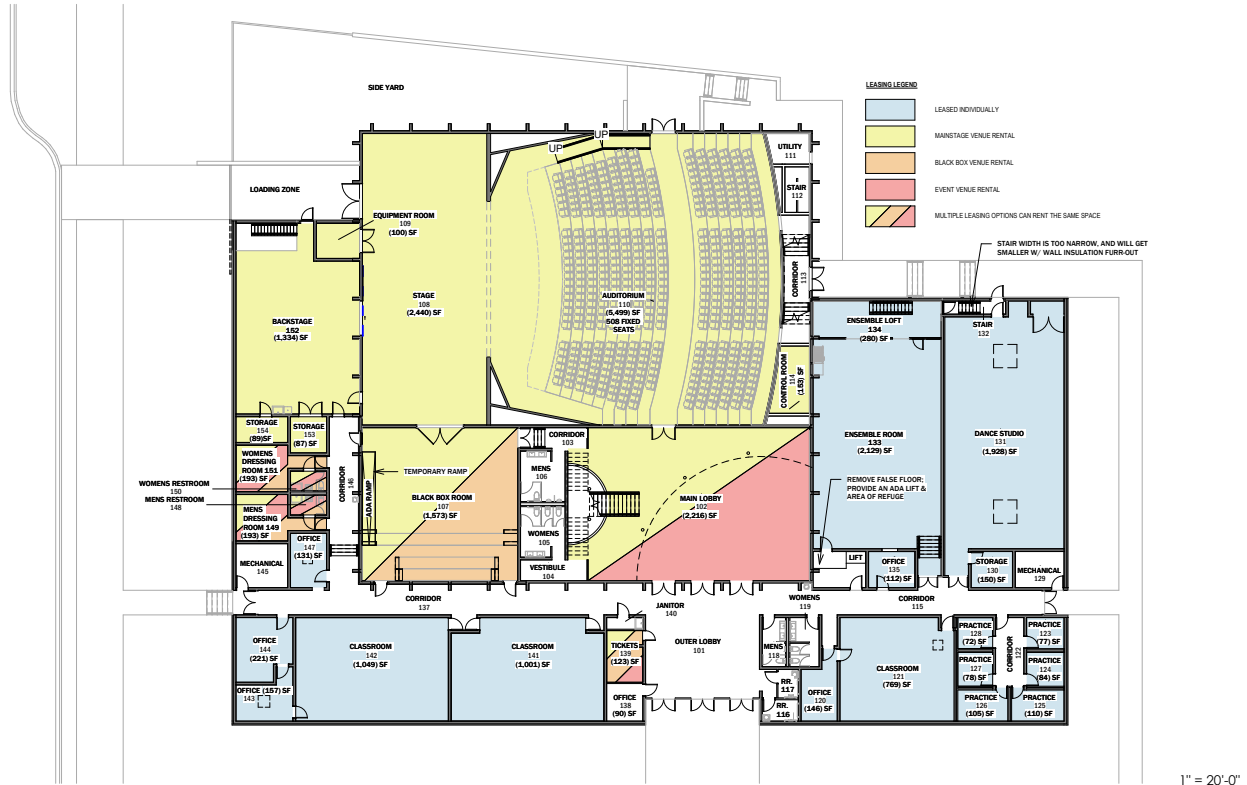 SIDE YARD
LEASING LEGEND
LEASED INDIVIDUALLY
MAINSTAGE VENUE RENTAL
BLACK BOX VENUE RENTAL
EVENT VENUE RENTAL
MULTIPLE LEASING OPTIONS CAN RENT THE SAME SPACE
UP
UP
UTILITY
111
STAIR
112
LOADING ZONE
EQUIPMENT ROOM
109
(100) SF
STAIR WIDTH IS TOO NARROW, AND WILL GET
SMALLER W/ WALL INSULATION FURR-OUT
CORRIDOR
113
STAGE
108
(2,440) SF
AUDITORIUM
110
(5,499) SF
508 FIXED
SEATS
BACKSTAGE
152
(1,334) SF
ENSEMBLE LOFT
134
(280) SF
STAIR
132
CONTROL ROOM
114
(153) SF
STORAGE
154
(89)SF
STORAGE
153
(87) SF
CORRIDOR
103
ENSEMBLE ROOM
133
(2,129) SF
DANCE STUDIO
131
(1,928) SF
WOMENS
DRESSING
ROOM 151
(193) SF
WOMENS RESTROOM
150
MENS RESTROOM
148
CORRIDOR
146
TEMPORARY RAMP
ADA RAMP
BLACK BOX ROOM
107
(1,573) SF
MENS
106
MAIN LOBBY
102
(2,216) SF
REMOVE FALSE FLOOR;
PROVIDE AN ADA LIFT &
AREA OF REFUGE
MENS
DRESSING
ROOM 149
(193) SF
OFFICE
147
(131) SF
WOMENS
105
MECHANICAL
145
VESTIBULE
104
LIFT
OFFICE
135
(112) SF
STORAGE
130
(150) SF
MECHANICAL
129
CORRIDOR
137
JANITOR
140
WOMENS
119
CORRIDOR
115
OFFICE
144
(221) SF
CLASSROOM
142
(1,049) SF
CLASSROOM
141
(1,001) SF
TICKETS
139
(123) SF
OUTER LOBBY
101
MENS
118
PRACTICE
128
(72) SF
CORRIDOR
122
PRACTICE
123
(77) SF
CLASSROOM
121
(769) SF
PRACTICE
127
(78) SF
PRACTICE
124
(84) SF
OFFICE (157) SF
143
OFFICE
138
(90) SF
RR.
117
RR.
116
OFFICE
120
(146) SF
PRACTICE
126
(105) SF
PRACTICE
125
(110) SF
1" = 20'-0"